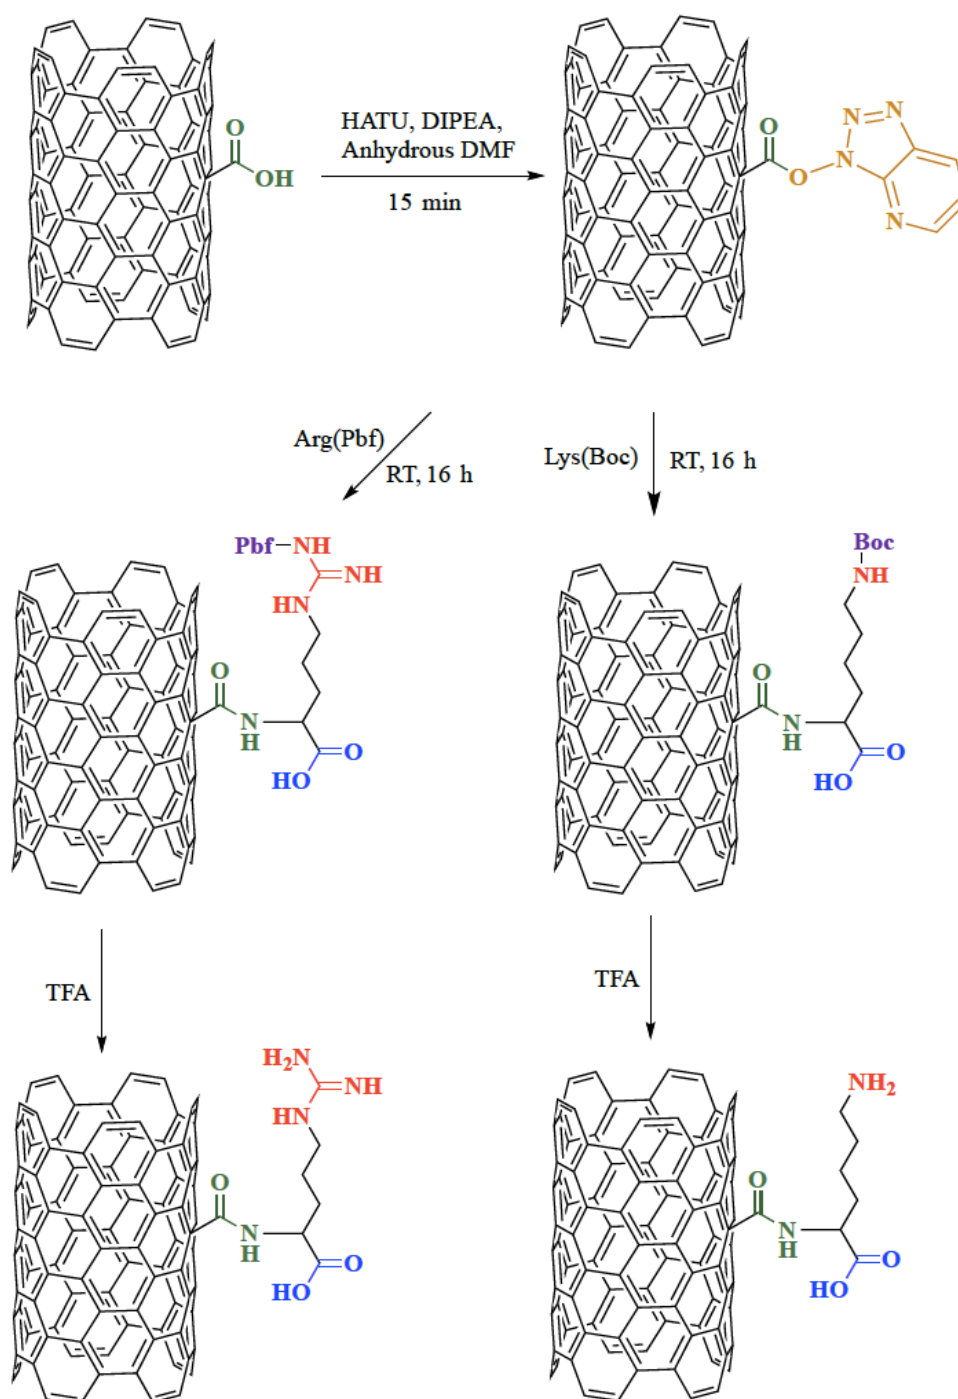 O
OH
HATU, DIPEA,
Anhydrous DMF
15 min
O
O
N
N
N
N
Arg(Pbf)
RT, 16 h
Lys(Boc)
RT, 16 h
Pbf NH
NH
HN
O
N
H
O
HO
Boc
NH
O
N
H
O
HO
TFA
TFA
H2N
NH
HN
O
N
H
O
HO
NH2
O
N
H
O
HO